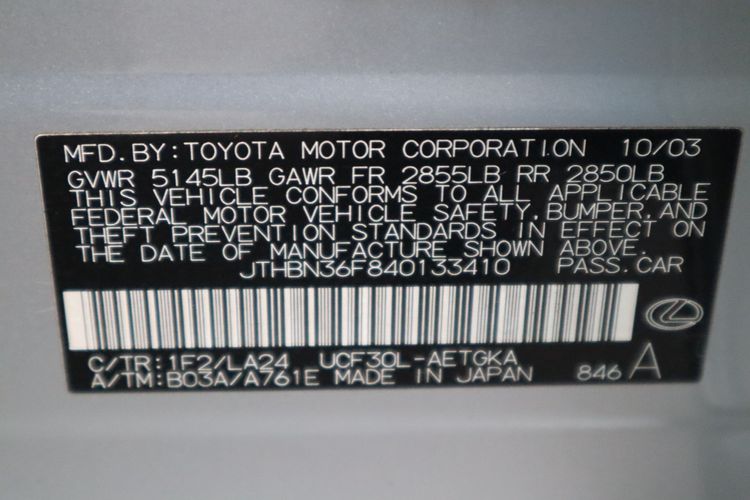 MFD. BY: TOYOTA MOTOR CORPORATION 10/03
GVWR 5145LB GAWR FR 2855LB RR 2850LB
THIS VEHICLE CONFORMS TO ALL APPLICABLE
FEDERAL MOTOR VEHICLE SAFETY, BUMPER, AND
THEFT PREVENTION STANDARDS IN EFFECT ON
THE DATE OF MANUFACTURE SHOWN ABOVE.
JTHBN36F840133410 PASS. CAR
C/TR: 1F2/LA24 UCF30L-AETGKA
A/TM: B03A/A761E MADE IN JAPAN 846 A